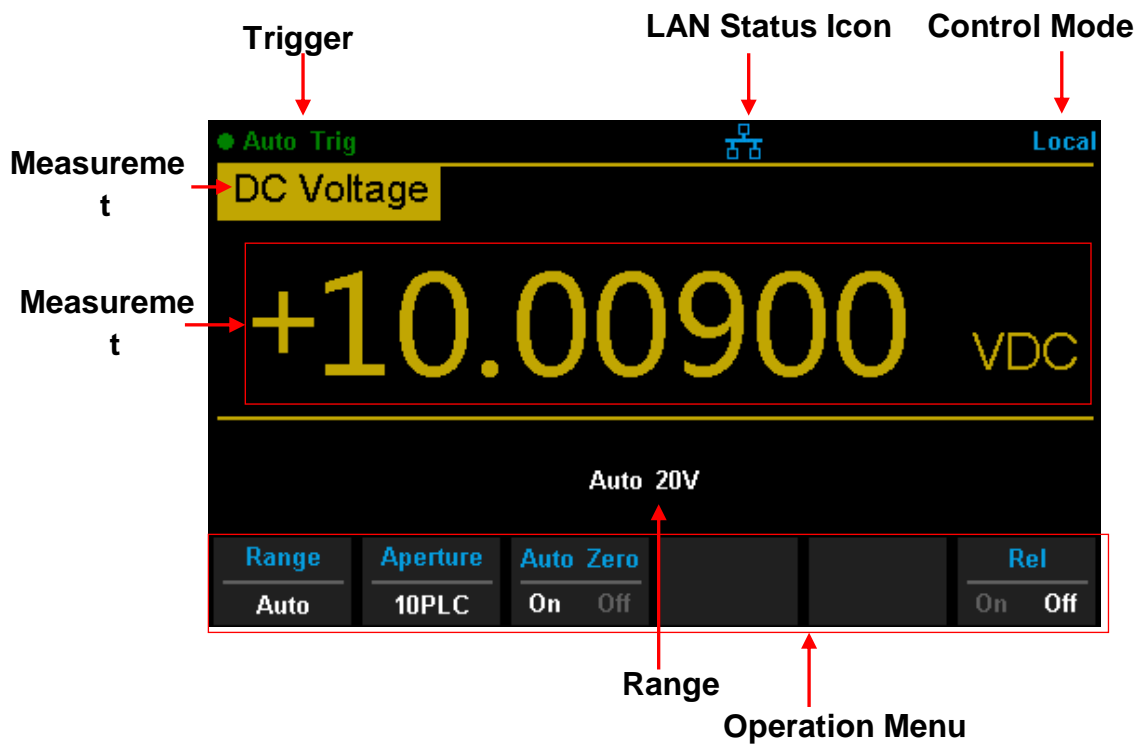 Trigger
LAN Status Icon
Control Mode
Auto Trig
Local
Measureme
t
DC Voltage
Measureme
t
+10.00900 VDC
Auto 20V
Range
Aperture
Auto Zero
Rel
Auto
10PLC
On Off
On Off
Range
Operation Menu